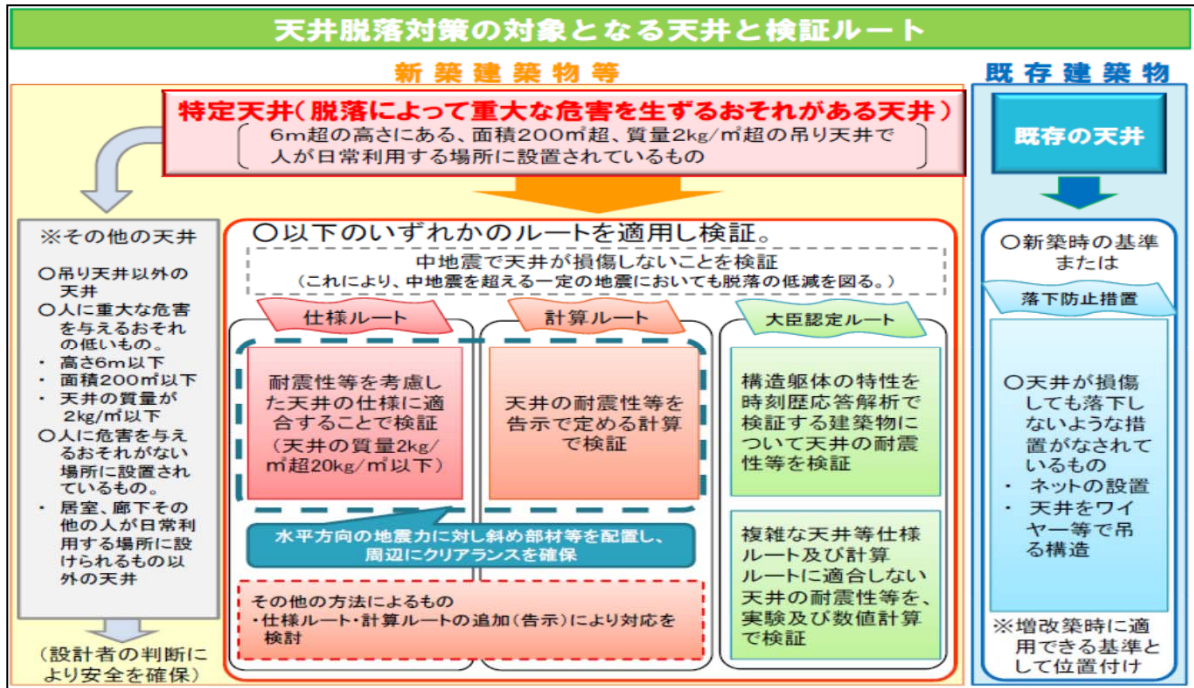 天井脱落対策の対象となる天井と検証ルート
新築建築物等
既存建築物
特定天井(脱落によって重大な危害を生ずるおそれがある天井)
6m超の高さにある、面積200㎡超、質量2kg/㎡超の吊り天井で
人が日常利用する場所に設置されているもの
※その他の天井
○吊り天井以外の
天井
○人に重大な危害
を与えるおそれ
の低いもの。
・ 高さ6m以下
・ 面積200㎡以下
・ 天井の質量が
2kg/㎡以下
○人に危害を与え
るおそれがない
場所に設置され
ているもの。
・ 居室、廊下その
他の人が日常利
用する場所に設
けられるもの以
外の天井
(設計者の判断に
より安全を確保)
○以下のいずれかのルートを適用し検証。
中地震で天井が損傷しないことを検証
(これにより、中地震を超える一定の地震においても脱落の低減を図る。)
仕様ルート
耐震性等を考慮し
た天井の仕様に適
合することで検証
(天井の質量2kg/
㎡超20kg/㎡以下)
計算ルート
天井の耐震性等を
告示で定める計算
で検証
水平方向の地震力に対し斜め部材等を配置し、
周辺にクリアランスを確保
その他の方法によるもの
・仕様ルート・計算ルートの追加(告示)により対応を
検討
大臣認定ルート
構造躯体の特性を
時刻歴応答解析で
検証する建築物に
ついて天井の耐震
性等を検証
複雑な天井等仕様
ルート及び計算
ルートに適合しない
天井の耐震性等を、
実験及び数値計算
で検証
既存の天井
○新築時の基準
または
落下防止措置
○天井が損傷
しても落下し
ないような措
置がなされて
いるもの
・ ネットの設置
・ 天井をワイ
ヤー等で吊
る構造
※増改築時に適
用できる基準と
して位置付け